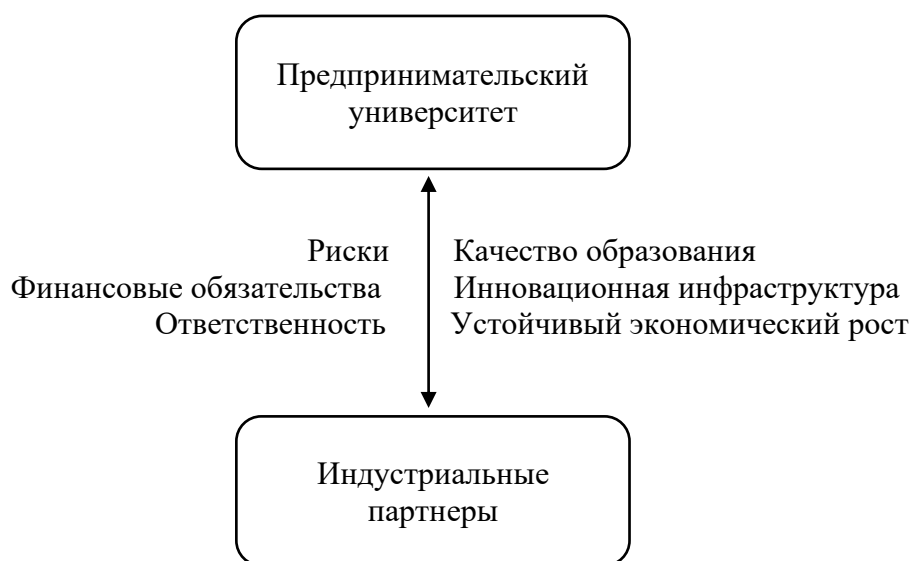 Предпринимательский
университет
Риски Качество образования
Финансовые обязательства Инновационная инфраструктура
Ответственность Устойчивый экономический рост
Индустриальные
партнеры